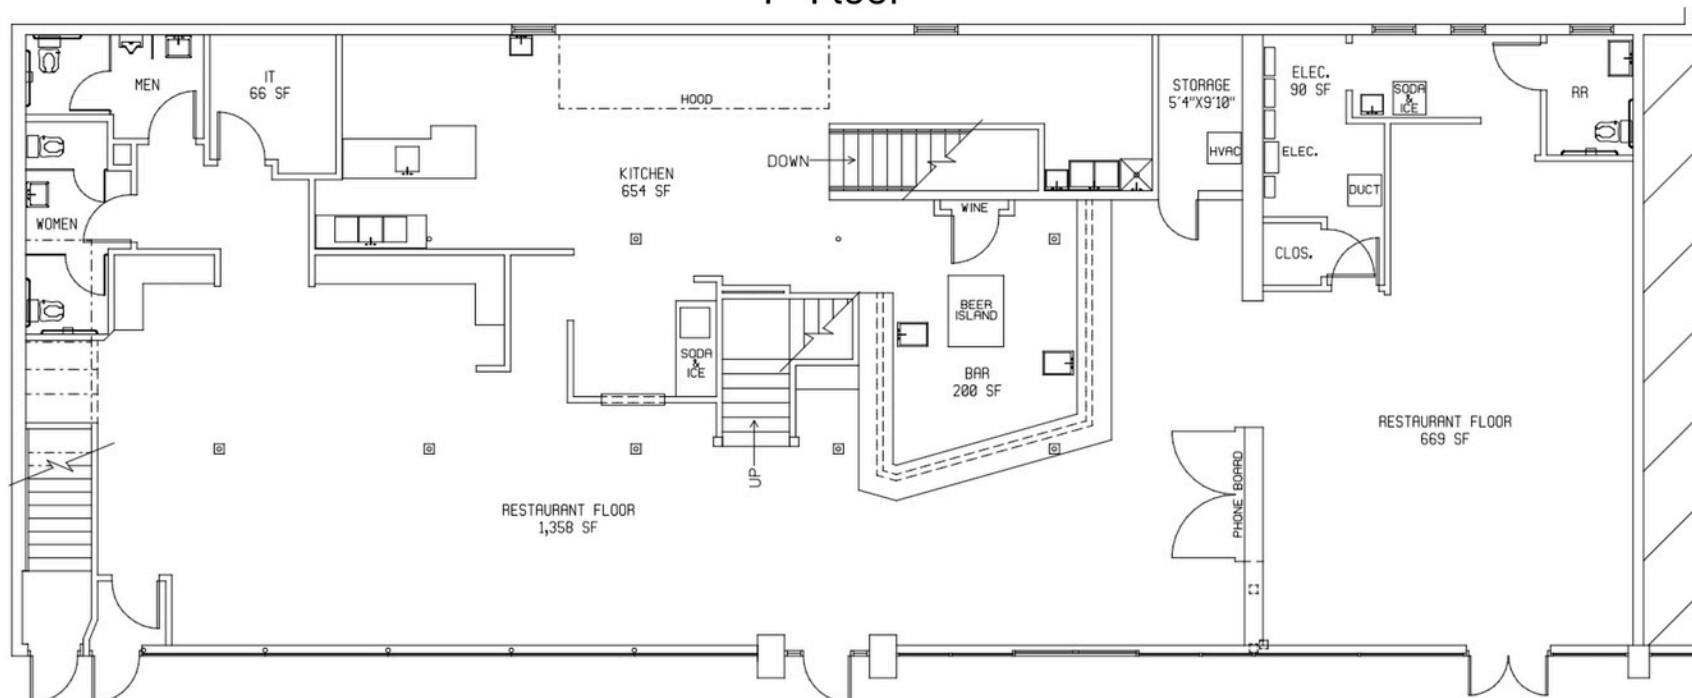 MEN
IT
66 SF
HOOD
STORAGE
5'4"X9'10"
HVAC
ELEC.
90 SF
ELEC.
SODA
&
ICE
RR
DOWN
KITCHEN
654 SF
DUCT
WOMEN
WINE
CLOS.
BEER
ISLAND
SODA
&
ICE
BAR
200 SF
RESTAURANT FLOOR
669 SF
UP
PHONE BOARD
RESTAURANT FLOOR
1,358 SF